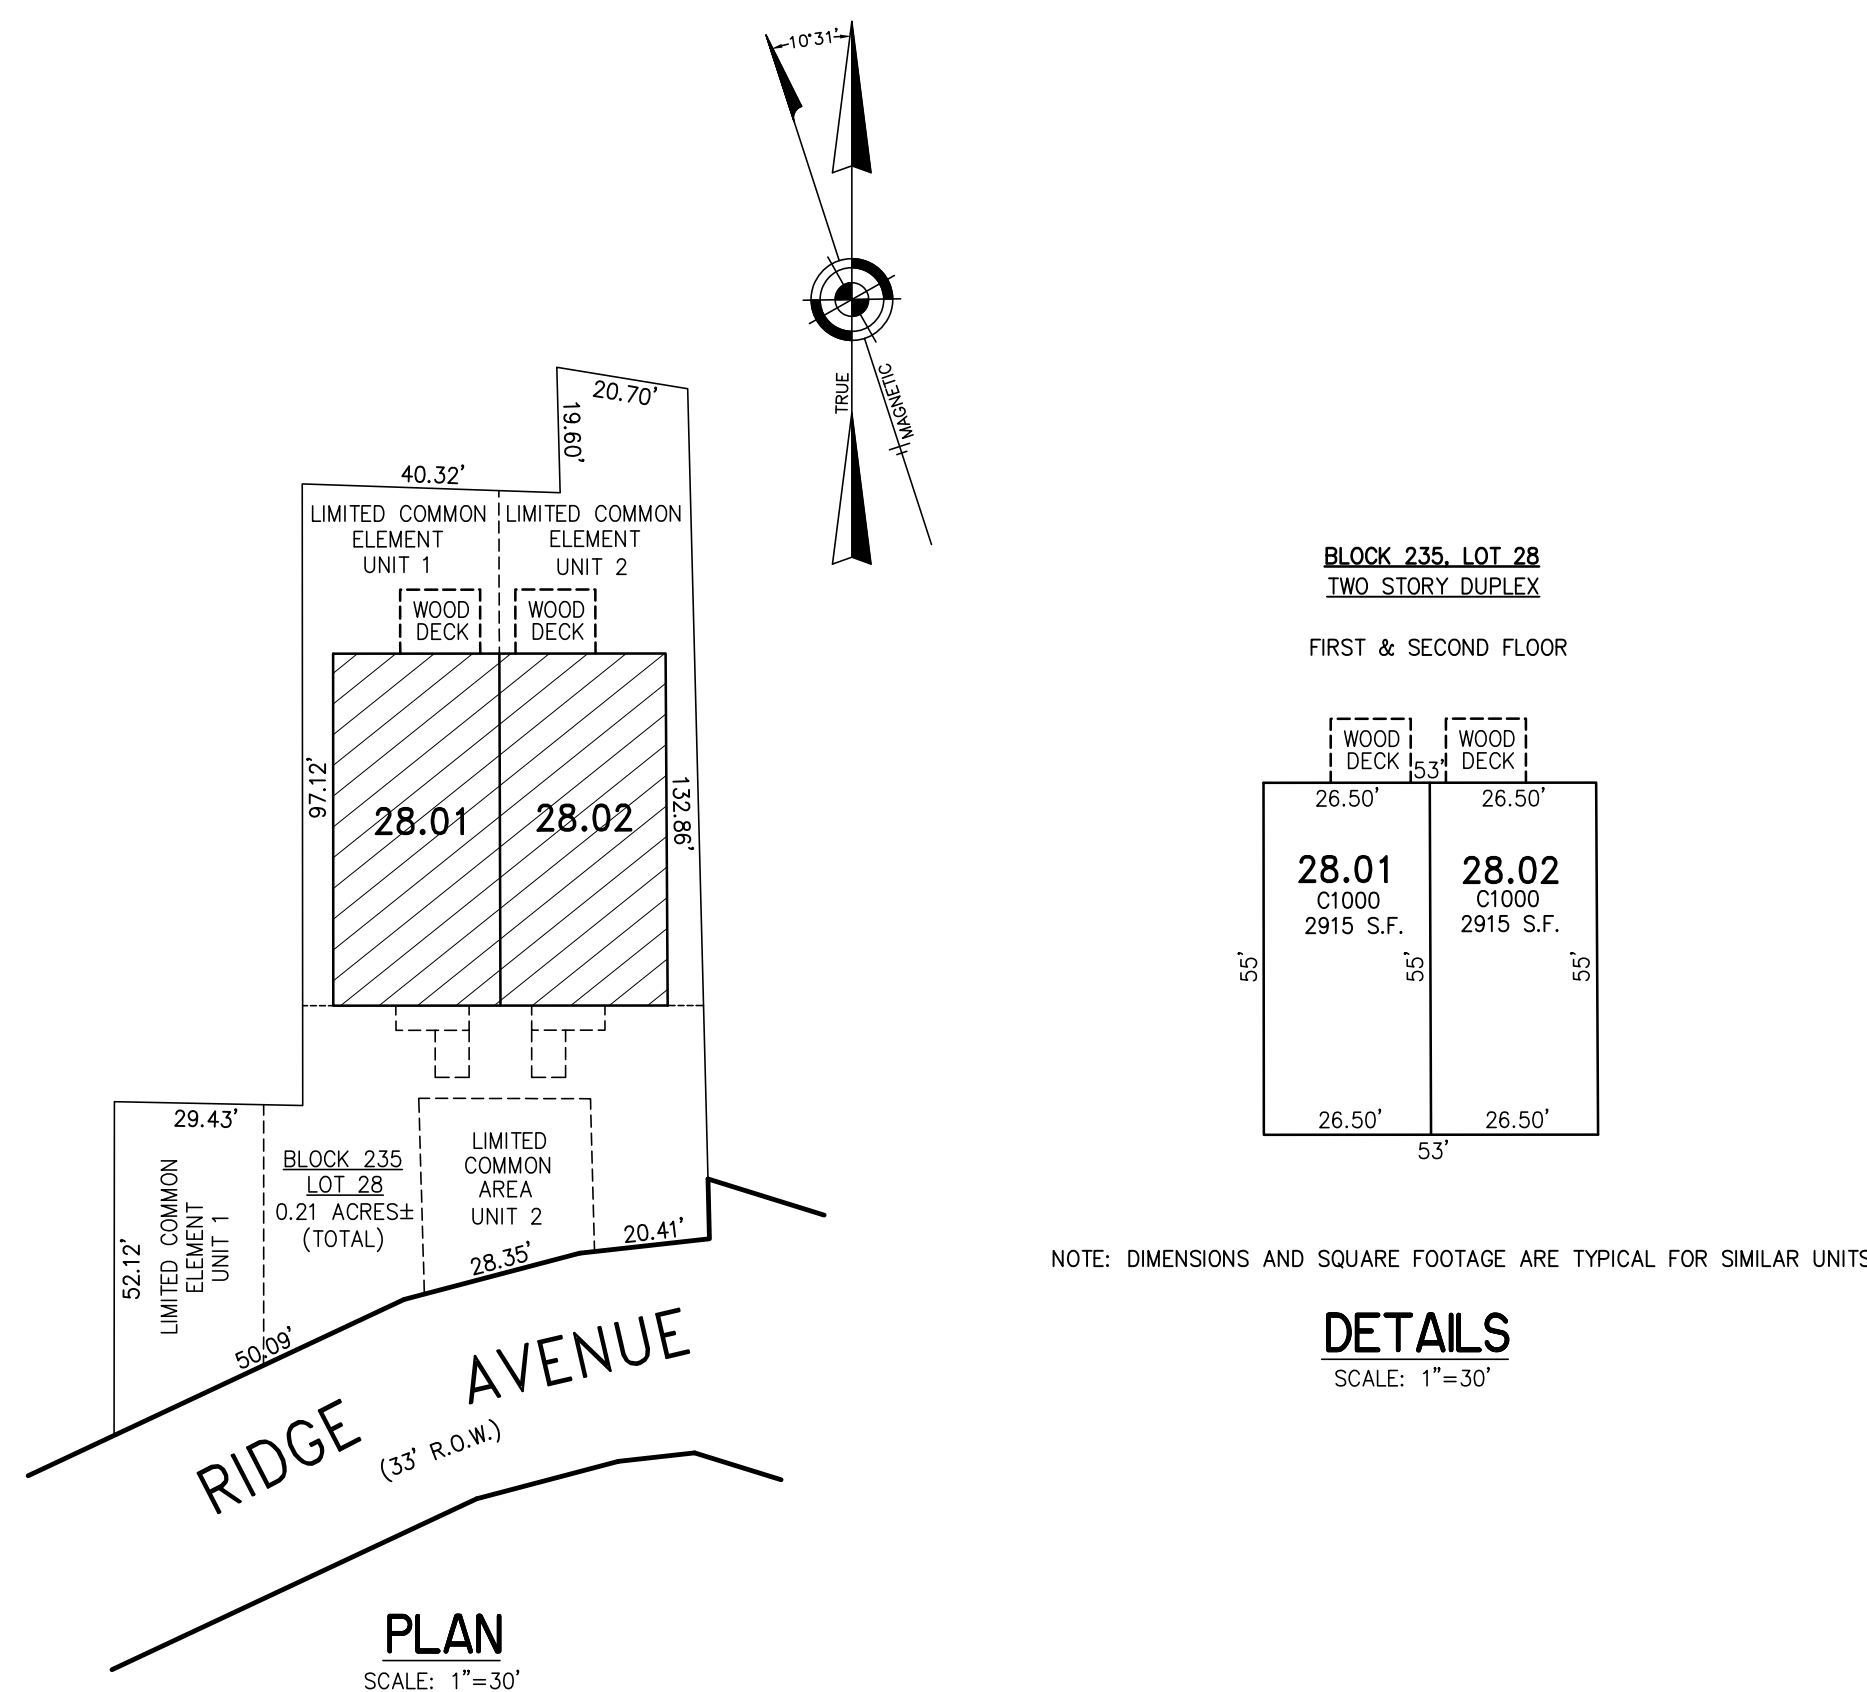 10°31'
TRUE
MAGNETIC
20.70'
19.60'
40.32'
LIMITED COMMON
ELEMENT
UNIT 1
LIMITED COMMON
ELEMENT
UNIT 2
WOOD
DECK
WOOD
DECK
97.12'
28.01
28.02
132.86'
29.43'
52.12'
LIMITED COMMON
ELEMENT
UNIT 1
BLOCK 235
LOT 28
0.21 ACRES±
(TOTAL)
LIMITED
COMMON
AREA
UNIT 2
50.09'
28.35'
20.41'
RIDGE AVENUE
(33' R.O.W.)
PLAN
SCALE: 1"=30'
BLOCK 235, LOT 28
TWO STORY DUPLEX
FIRST & SECOND FLOOR
WOOD
DECK
WOOD
DECK
53'
26.50'
26.50'
28.01
C1000
2915 S.F.
28.02
C1000
2915 S.F.
55'
55'
55'
26.50'
26.50'
53'
NOTE: DIMENSIONS AND SQUARE FOOTAGE ARE TYPICAL FOR SIMILAR UNITS
DETAILS
SCALE: 1"=30'